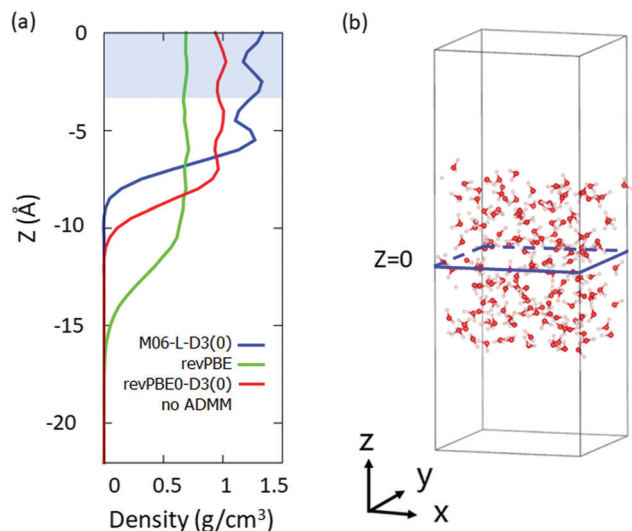 (a)
0
-5
-10
-15
-20
Z (Å)
M06-L-D3(0)
revPBE
revPBE0-D3(0)
no ADMM
0 0.5 1 1.5
Density (g/cm³)
(b)
Z=0
z
y
x